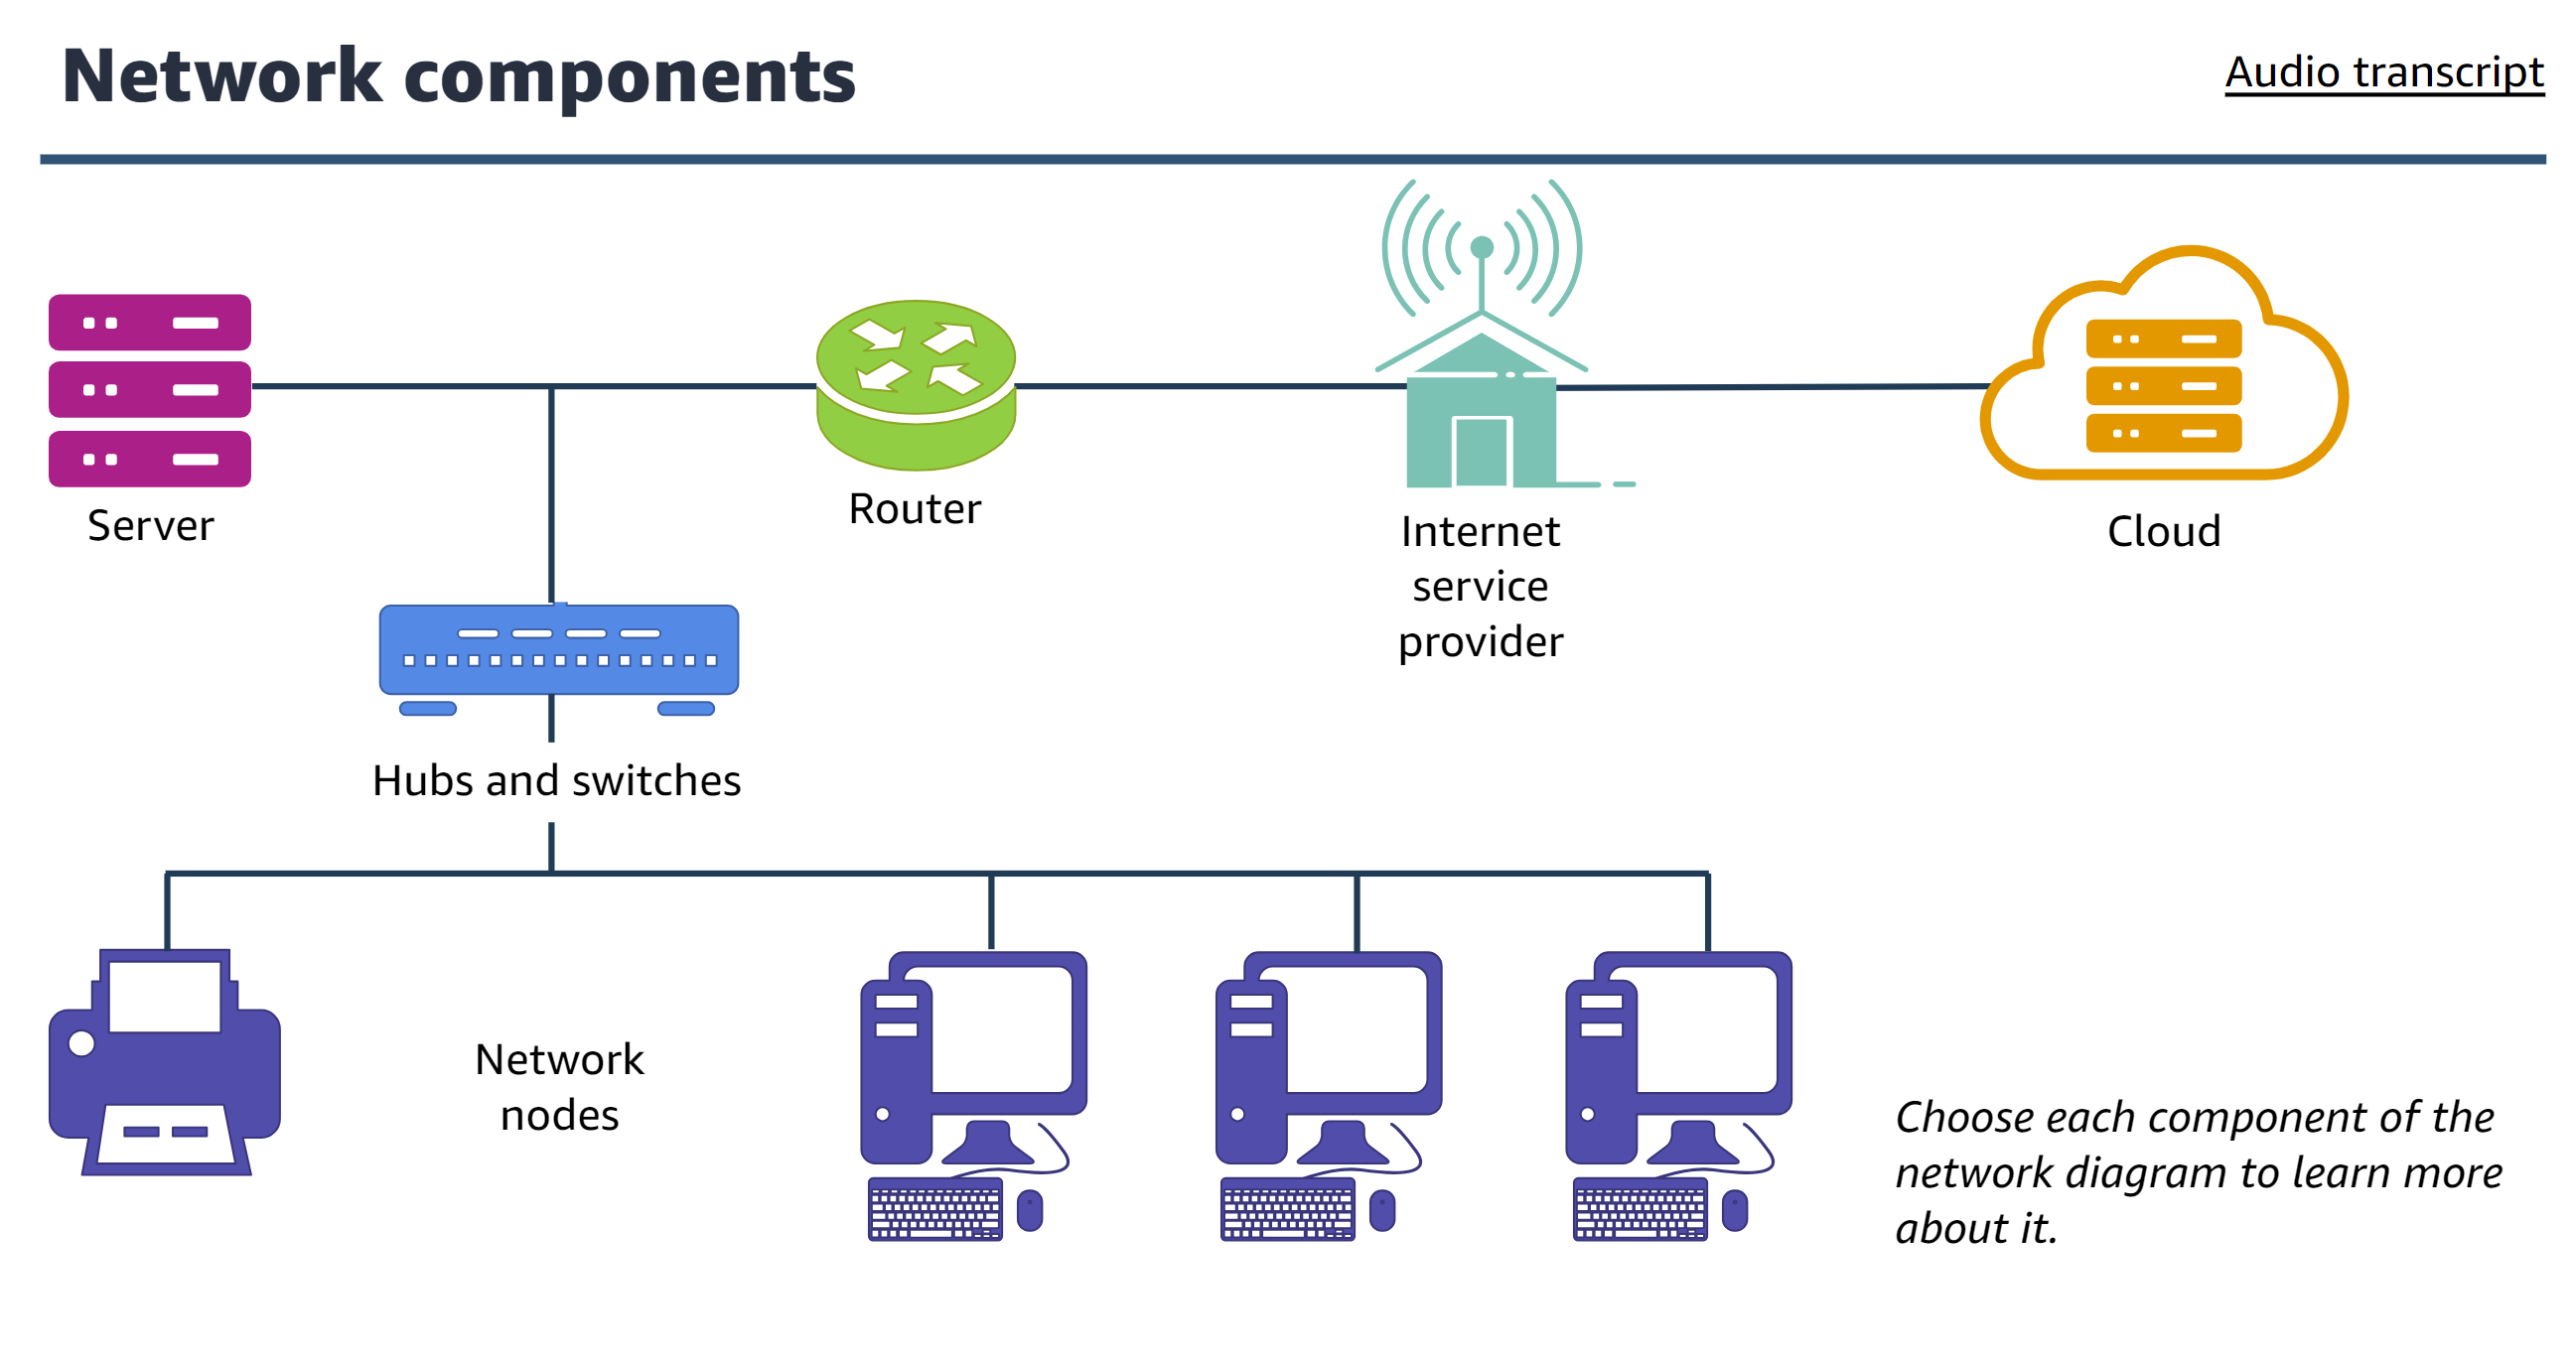 Network components
Audio transcript
Server
Router
Internet
service
provider
Cloud
Hubs and switches
Network
nodes
Choose each component of the
network diagram to learn more
about it.